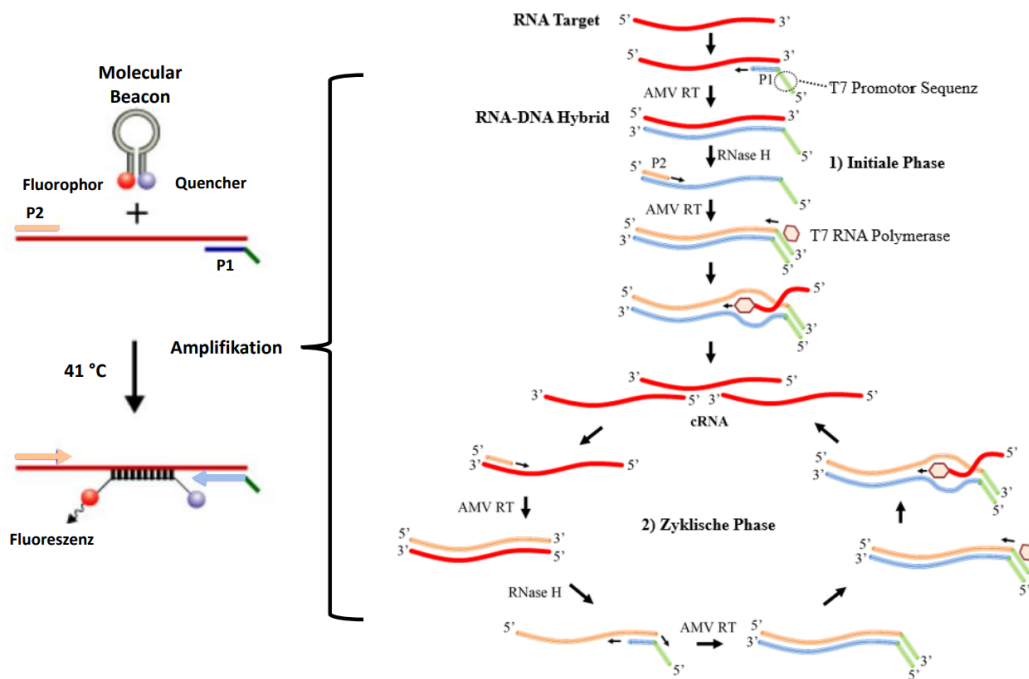 Molecular
Beacon
Fluorophor
Quencher
P2
+
P1
41 °C
Amplifikation
Fluoreszenz
RNA Target
5’
3’
3’
P1
5’
T7 Promotor Sequenz
AMV RT
RNA-DNA Hybrid
3’
3’
5’
RNase H
1) Initiale Phase
5’
P2
3’
5’
AMV RT
5’
3’
T7 RNA Polymerase
3’
5’
5’
5’
3’
3’
5’
3’
5’
3’
5’
3’
5’
cRNA
5’
3’
5’
AMV RT
5’
3’
3’
5’
RNase H
2) Zyklische Phase
5’
3’
5’
AMV RT
5’
3’
3’
5’
5’
3’
3’
5’
5’
5’
3’
3’
5’